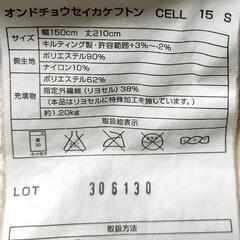 オンドチョウセイカケフトン CELL 15 S
サイズ 幅150cm 丈210cm
キルティング製・許容範囲+3%~-2%
側生地 ポリエステル90%
ナイロン10%
充填物 ポリエステル62%
指定外繊維（リヨセル）38%
（本品はリヨセルに特殊加工を施しています。）
約1.20kg
取扱絵表示
LOT 306130
取扱方法